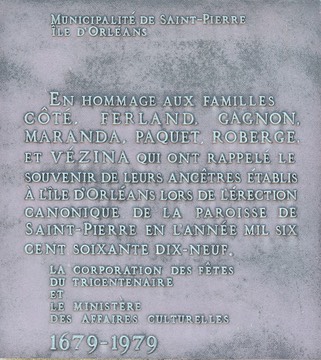 MUNICIPALITÉ DE SAINT-PIERRE
ÎLE D'ORLÉANS
EN HOMMAGE AUX FAMILLES
CÔTE, FERLAND, GAGNON,
MARANDA, PAQUET, ROBERGE,
ET VÉZINA QUI ONT RAPPELÉ LE
SOUVENIR DE LEURS ANCÊTRES ÉTABLIS
À L'ÎLE D'ORLÉANS LORS DE L'ÉRECTION
CANONIQUE DE LA PAROISSE DE
SAINT-PIERRE EN L'ANNÉE MIL SIX
CENT SOIXANTE DIX-NEUF.
LA CORPORATION DES FÊTES
DU TRICENTENAIRE
ET
LE MINISTÈRE
DES AFFAIRES CULTURELLES
1679-1979